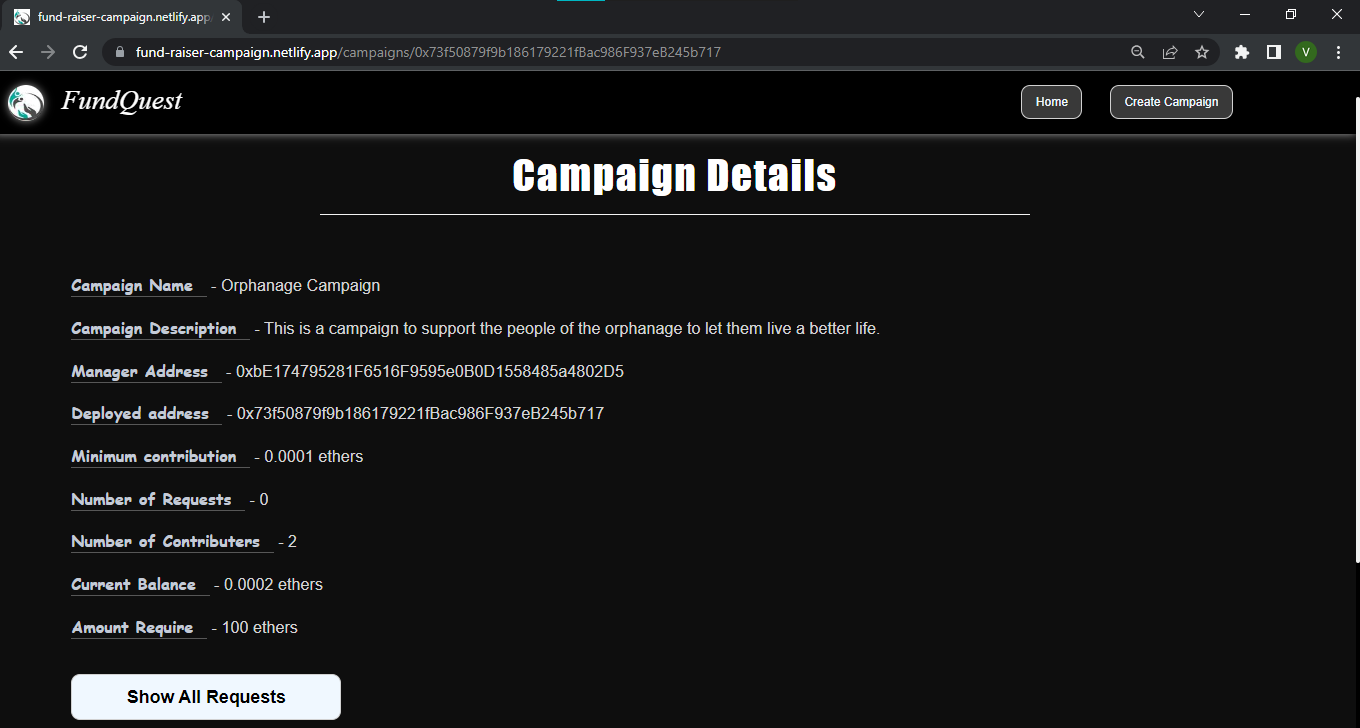 fund-raiser-campaign.netlify.app
fund-raiser-campaign.netlify.app/campaigns/0x73f50879f9b186179221fBac986F937eB245b717
V
FundQuest
Home
Create Campaign
Campaign Details
Campaign Name - Orphanage Campaign
Campaign Description - This is a campaign to support the people of the orphanage to let them live a better life.
Manager Address - 0xbE174795281F6516F9595e0B0D1558485a4802D5
Deployed address - 0x73f50879f9b186179221fBac986F937eB245b717
Minimum contribution - 0.0001 ethers
Number of Requests - 0
Number of Contributers - 2
Current Balance - 0.0002 ethers
Amount Require - 100 ethers
Show All Requests